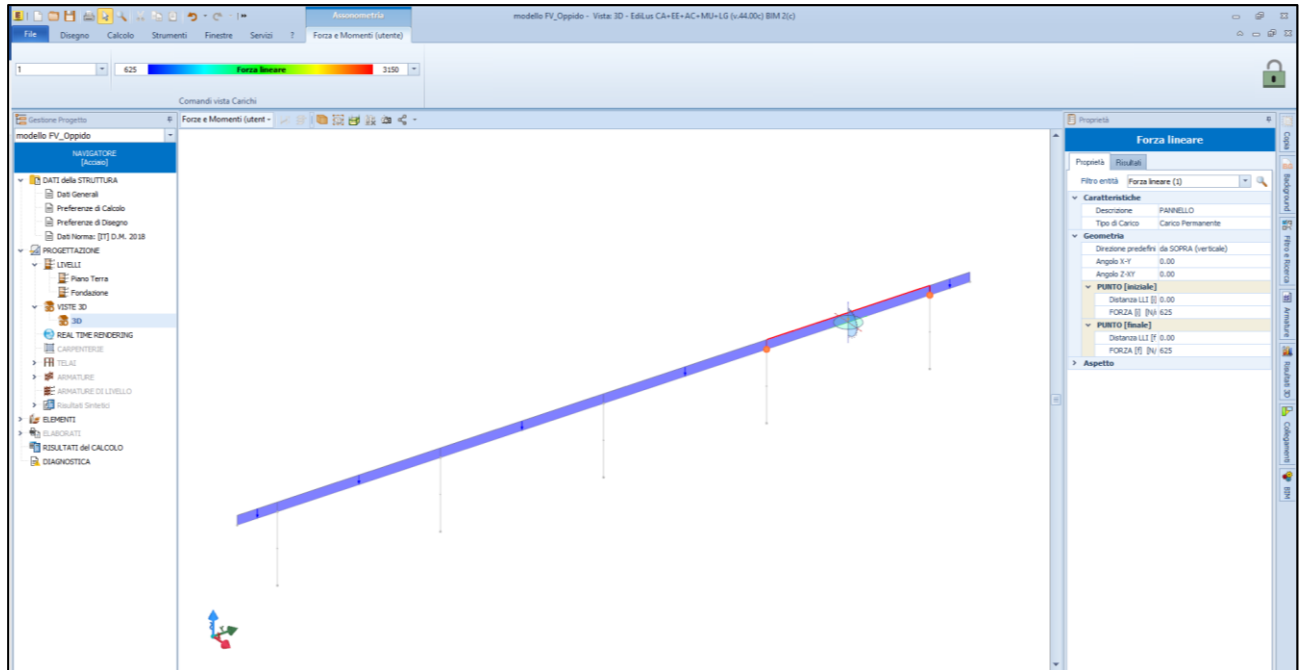 Assonometria
modello FV_Oppido - Vista: 3D - EdiLus CA+EE+AC+MU+LG (v.44.00c) BIM 2(c)
File Disegno Calcolo Strumenti Finestre Servizi ? Forza e Momenti (utente)
1 625 Forza lineare 3150
Comandi vista Carichi
Gestione Progetto
Forze e Momenti (utent
Proprietà
modello FV_Oppido
NAVIGATORE
[Acciaio]
DATI della STRUTTURA
Dati Generali
Preferenze di Calcolo
Preferenze di Disegno
Dati Norma: [IT] D.M. 2018
PROGETTAZIONE
LIVELLI
Piano Terra
Fondazione
VISTE 3D
3D
REAL TIME RENDERING
CARPENTERIE
TELAI
ARMATURE
ARMATURE DI LIVELLO
Risultati Sintetici
ELEMENTI
ELABORATI
RISULTATI del CALCOLO
DIAGNOSTICA
Forza lineare
Proprietà Risultati
Filtro entità Forza lineare (1)
Caratteristiche
Descrizione PANNELLO
Tipo di Carico Carico Permanente
Geometria
Direzione predefini da SOPRA (verticale)
Angolo X-Y 0.00
Angolo Z-XY 0.00
PUNTO [iniziale]
Distanza LLI [i] 0.00
FORZA [i] [N/ 625
PUNTO [finale]
Distanza LLI [f 0.00
FORZA [f] [N/ 625
Aspetto
Copia
Background
Filtro e Ricerca
Armature
Risultati 3D
Collegamenti
BIM